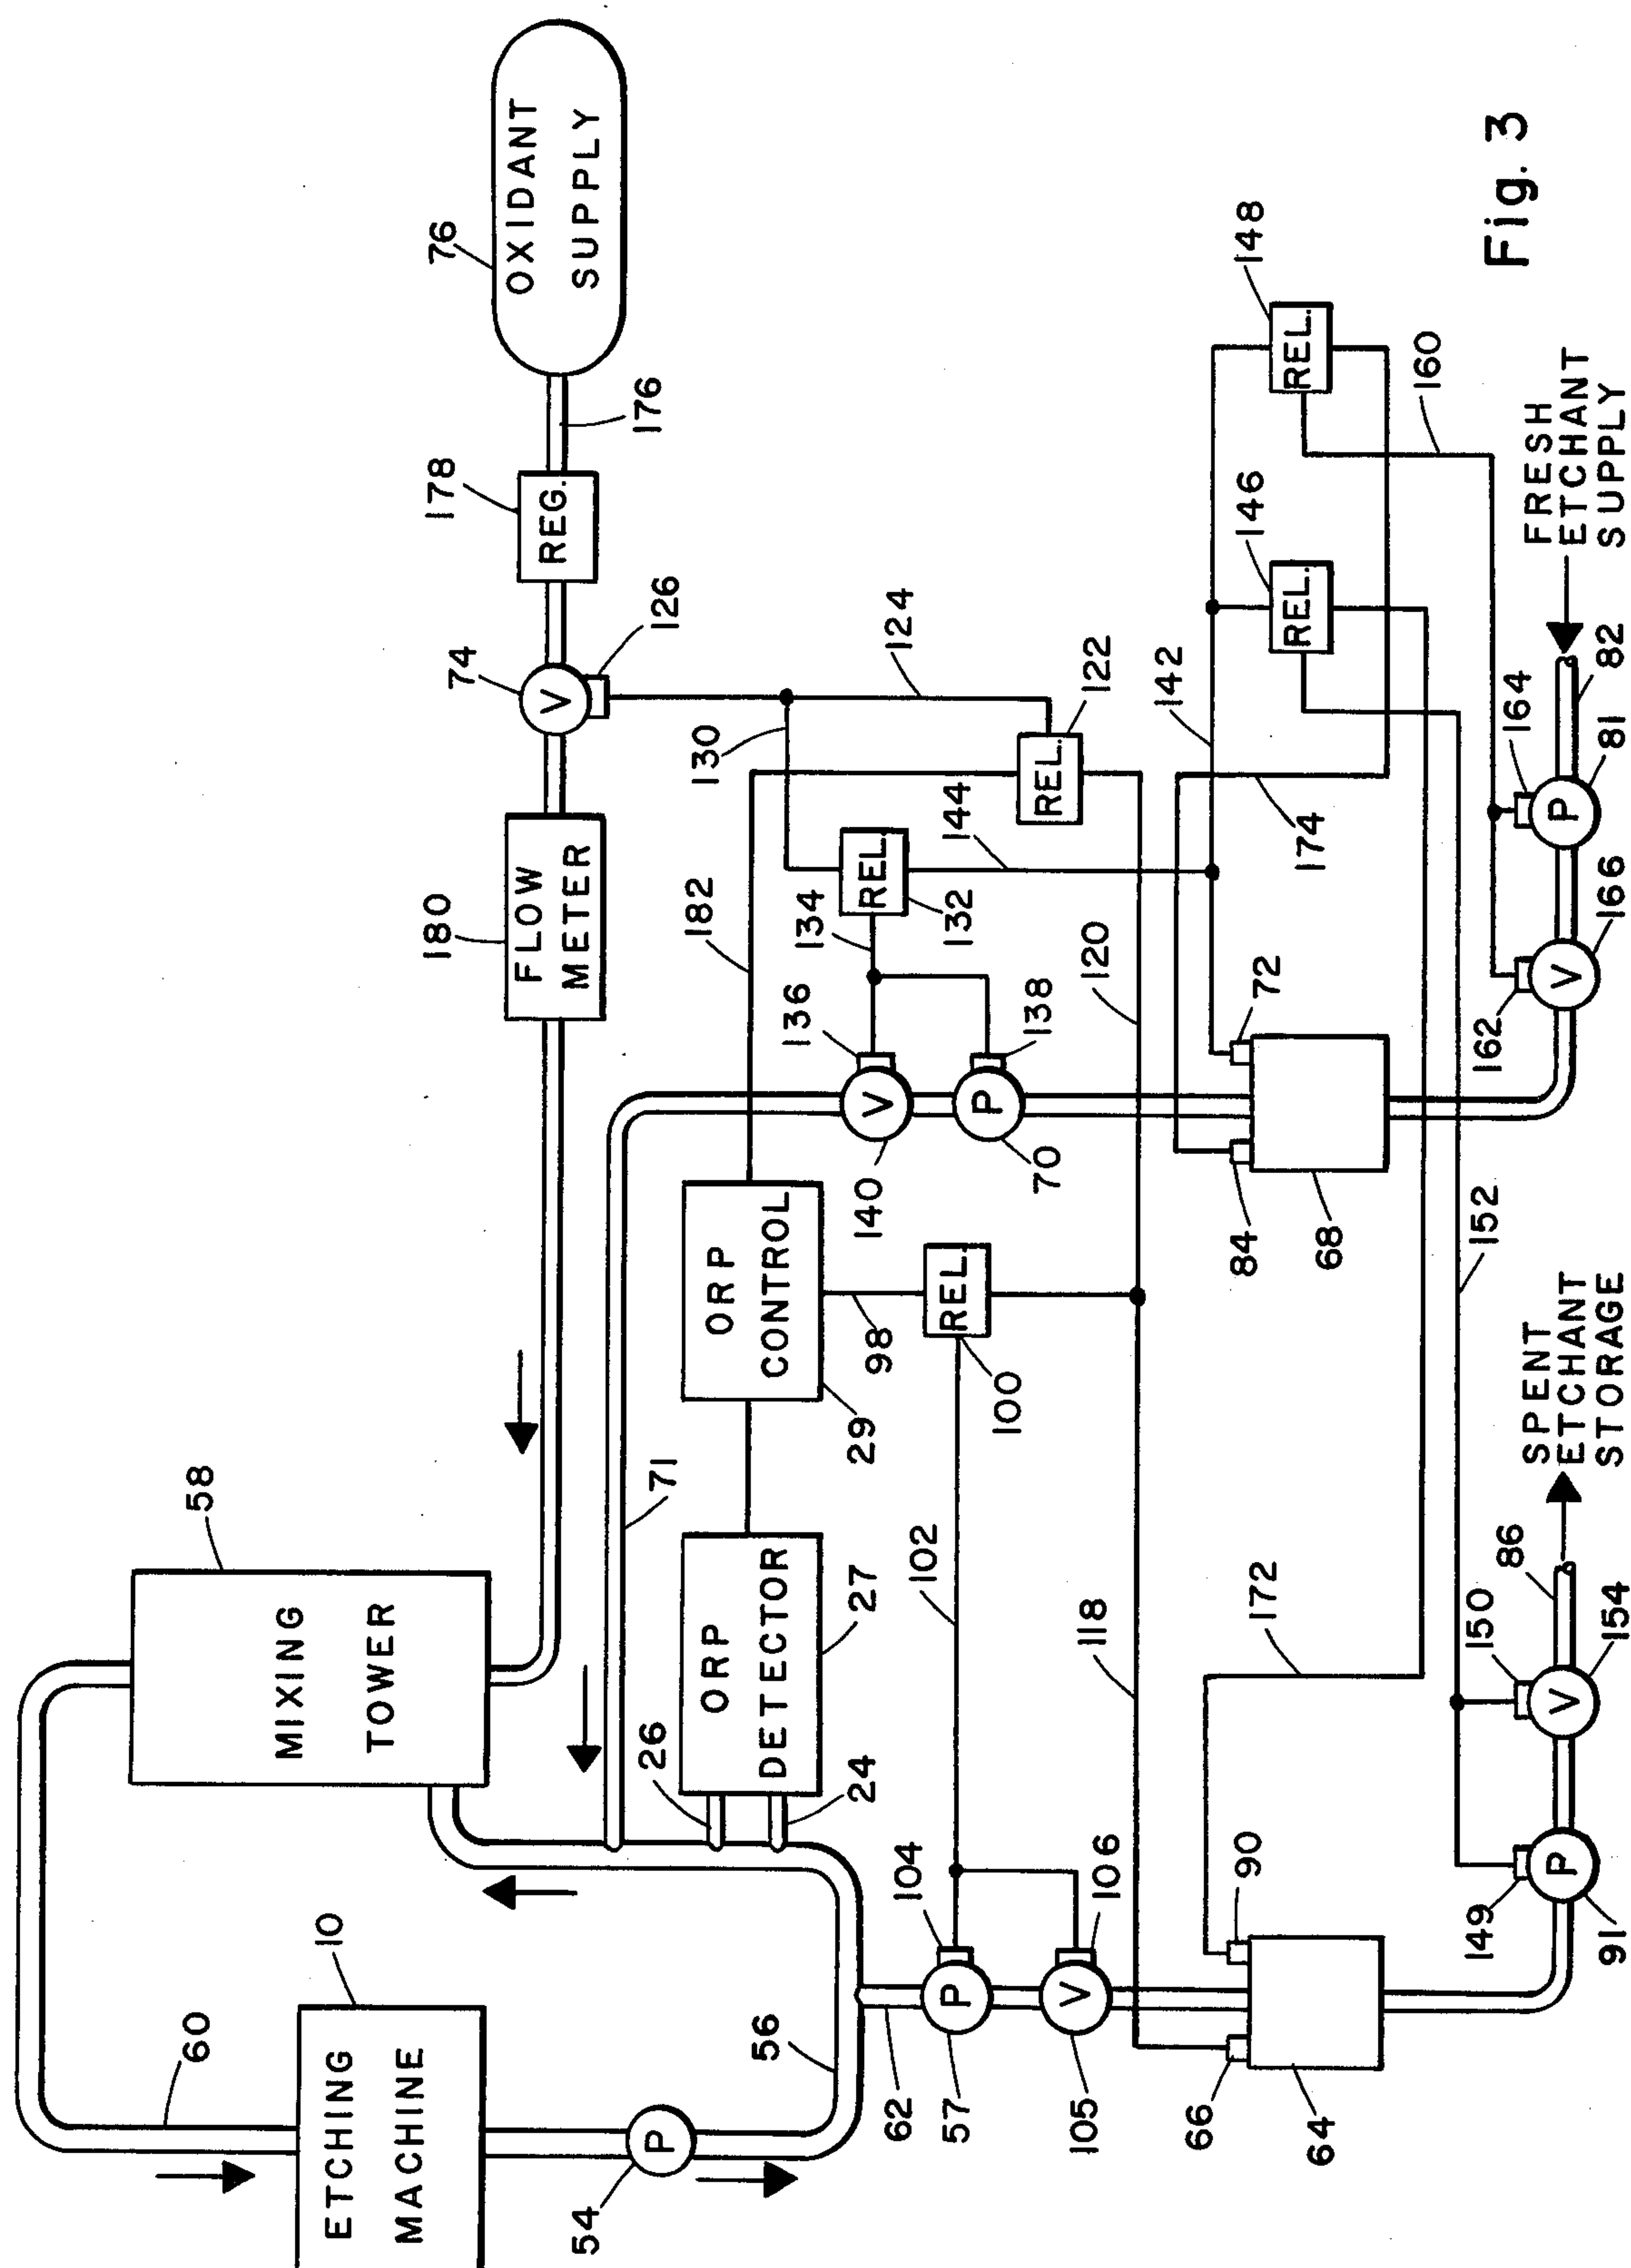 60
10
ETCHING
MACHINE
54
P
58
MIXING
TOWER
56
62
57
P
104
105
V
106
66
90
64
26
24
ORP
DETECTOR
27
71
102
118
172
149
P
91
150
V
154
86
SPENT
ETCHANT
STORAGE
ORP
CONTROL
29
98
REL.
100
182
180
FLOW
METER
74
V
126
178
REG.
176
76
OXIDANT
SUPPLY
130
124
REL.
122
134
REL.
132
144
136
V
140
138
P
70
120
142
72
84
68
174
152
146
REL.
148
REL.
160
162
V
166
164
P
81
82
FRESH
ETCHANT
SUPPLY
Fig. 3